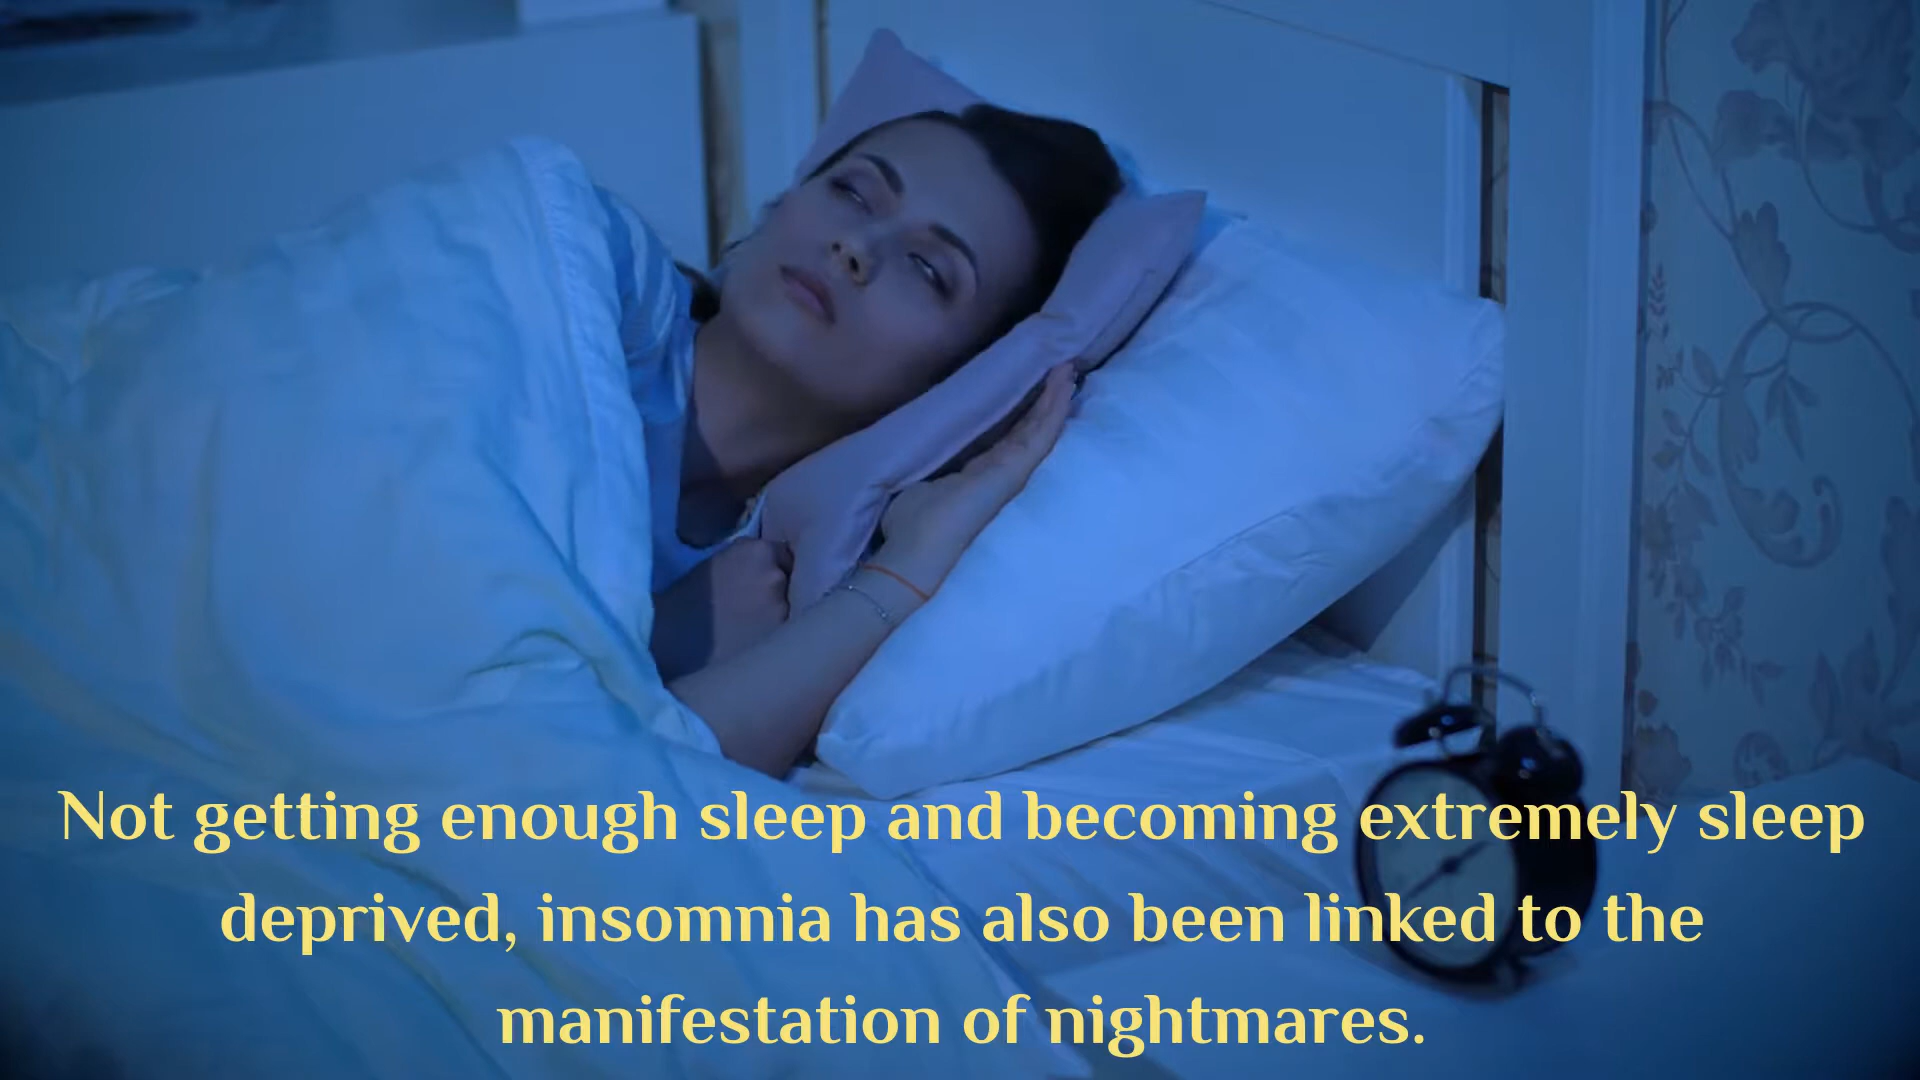 Not getting enough sleep and becoming extremely sleep
deprived, insomnia has also been linked to the
manifestation of nightmares.